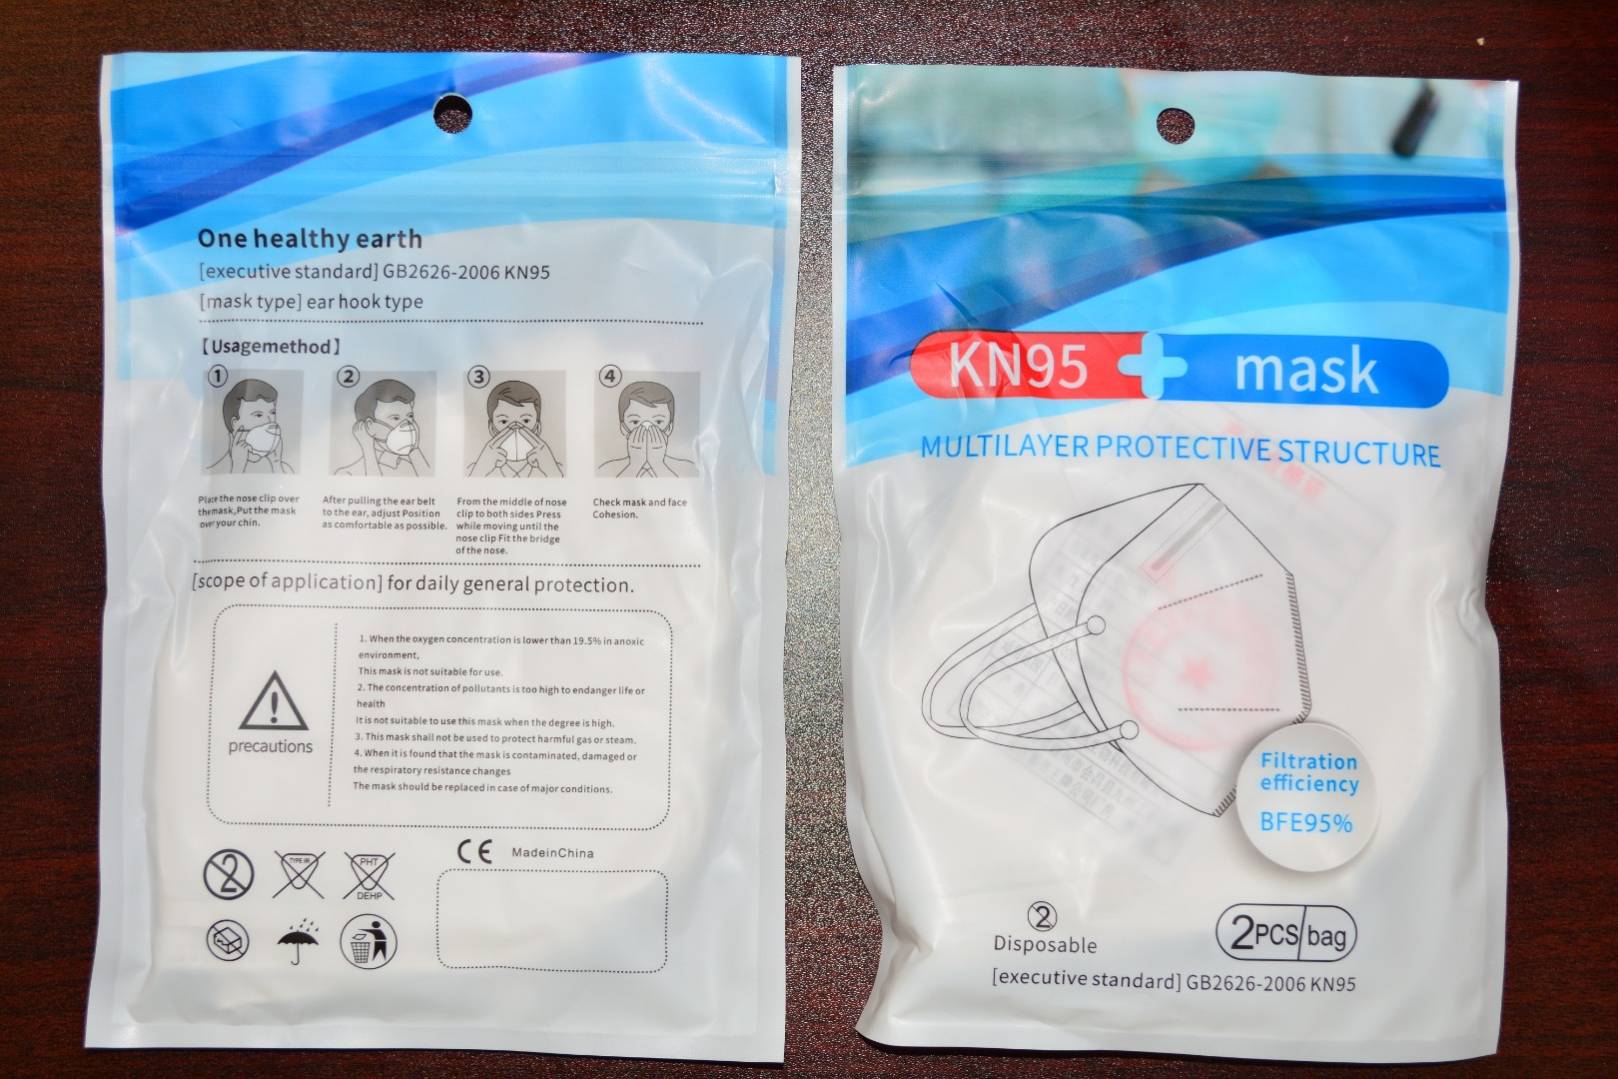 One healthy earth
[executive standard] GB2626-2006 KN95
[mask type] ear hook type
【Usagemethod】
① ② ③ ④
Place the nose clip over
themask,Put the mask
over your chin.
After pulling the ear belt
to the ear, adjust Position
as comfortable as possible.
From the middle of nose
clip to both sides Press
while moving until the
nose clip Fit the bridge
of the nose.
Check mask and face
Cohesion.
[scope of application] for daily general protection.
precautions
1. When the oxygen concentration is lower than 19.5% in anoxic
environment,
This mask is not suitable for use.
2. The concentration of pollutants is too high to endanger life or
health
It is not suitable to use this mask when the degree is high.
3. This mask shall not be used to protect harmful gas or steam.
4. When it is found that the mask is contaminated, damaged or
the respiratory resistance changes
The mask should be replaced in case of major conditions.
2
TYPE IIR
PHT
DEHP
CE MadeinChina
KN95 mask
MULTILAYER PROTECTIVE STRUCTURE
Filtration
efficiency
BFE95%
2
Disposable
2PCS/bag
[executive standard] GB2626-2006 KN95